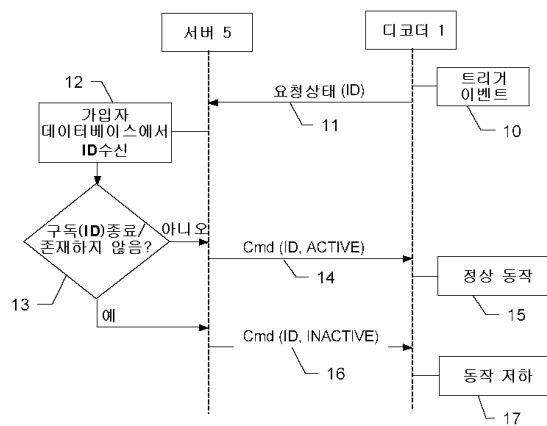 서버 5
디코더 1
12
요청상태 (ID)
트리거
이벤트
가입자
데이터베이스에서
ID수신
11
10
구독(ID)종료/
존재하지 않음?
아니오
Cmd (ID, ACTIVE)
13
14
정상 동작
예
15
Cmd (ID, INACTIVE)
16
동작 저하
17